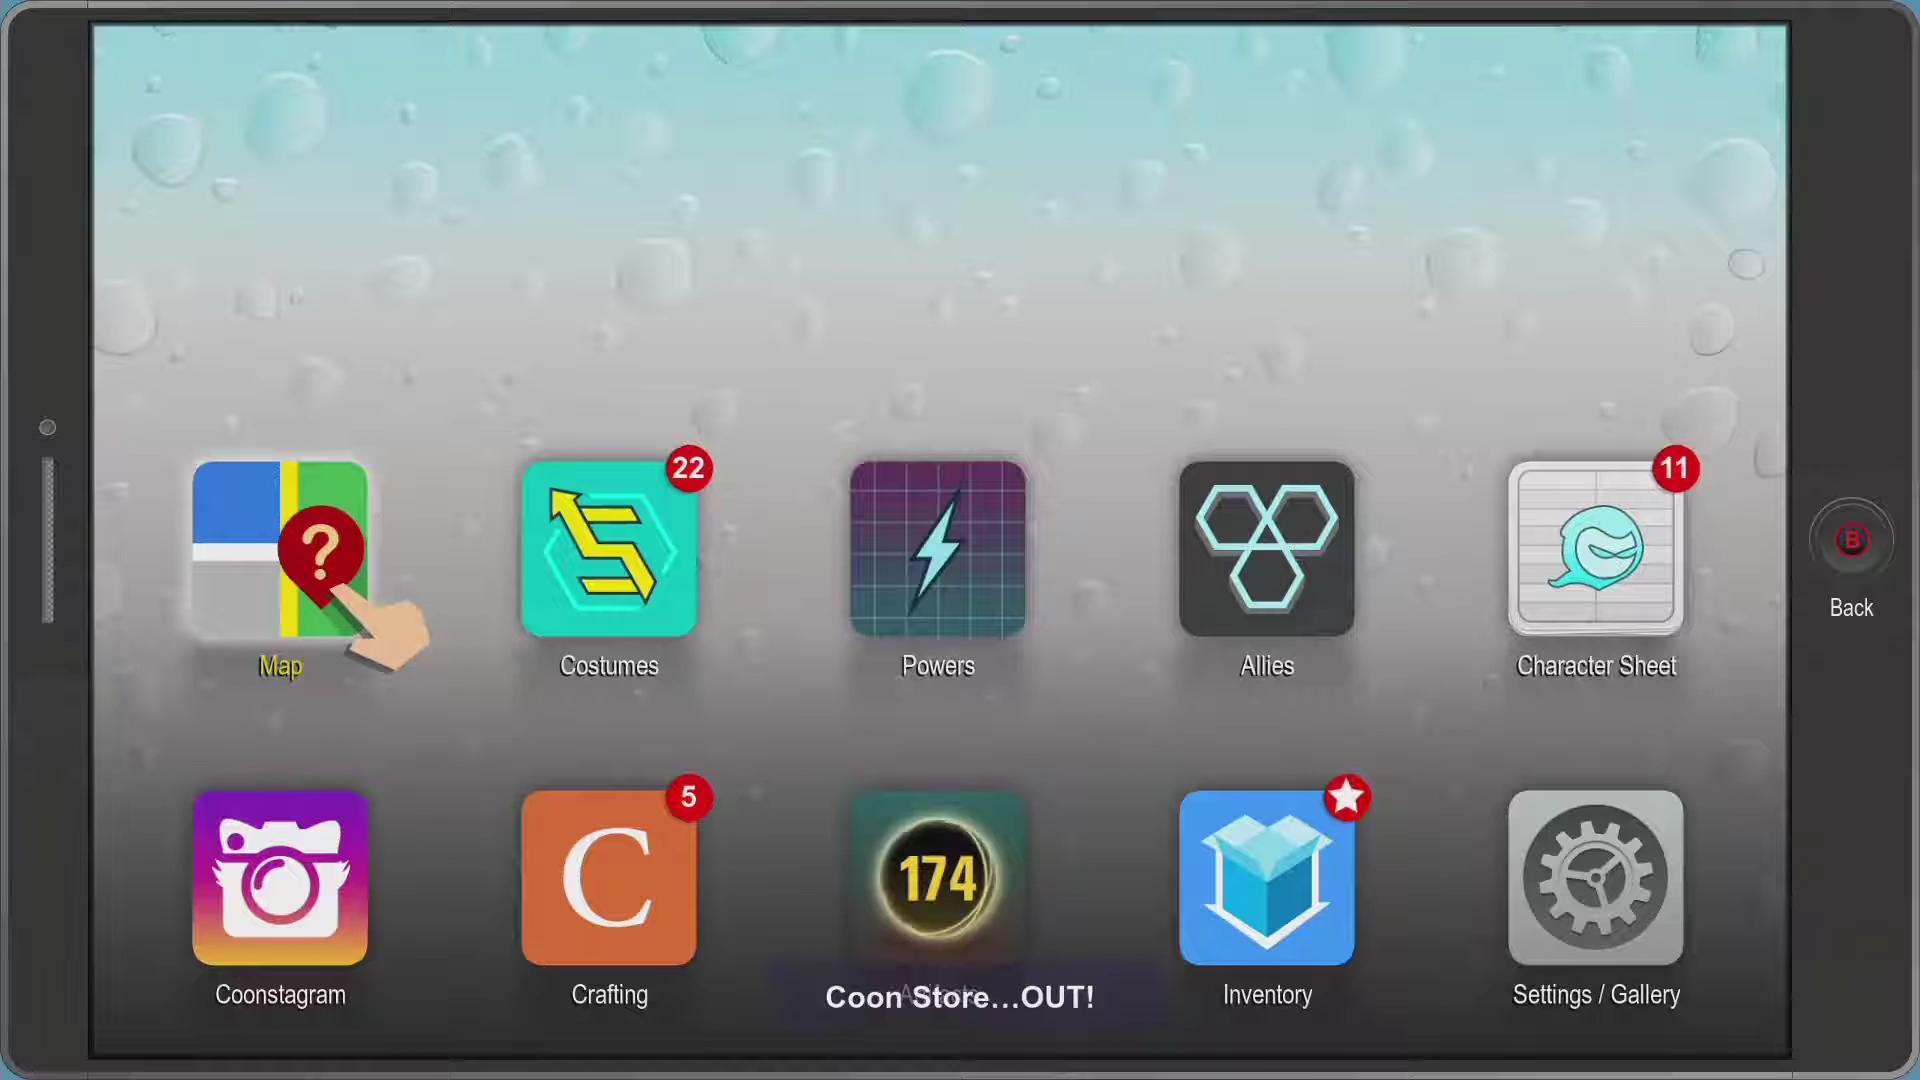 22
11
?
Map
Costumes
Powers
Allies
Character Sheet
B
Back
5
C
174
Coonstagram
Crafting
Artifacts
Coon Store...OUT!
Inventory
Settings / Gallery